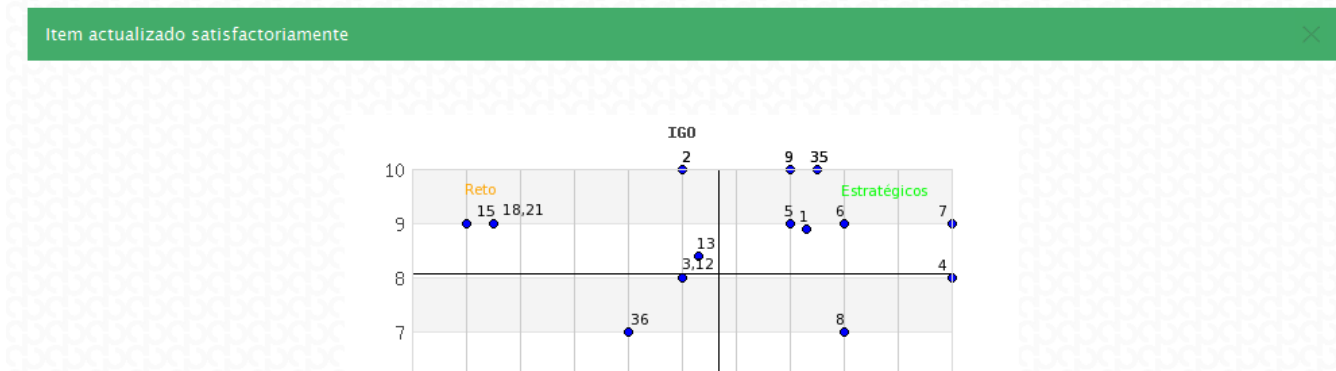 Item actualizado satisfactoriamente
IGO
2 9 35
10
Reto Estratégicos
15 18,21 5 1 6 7
9
13
3,12 4
8
36 8
7